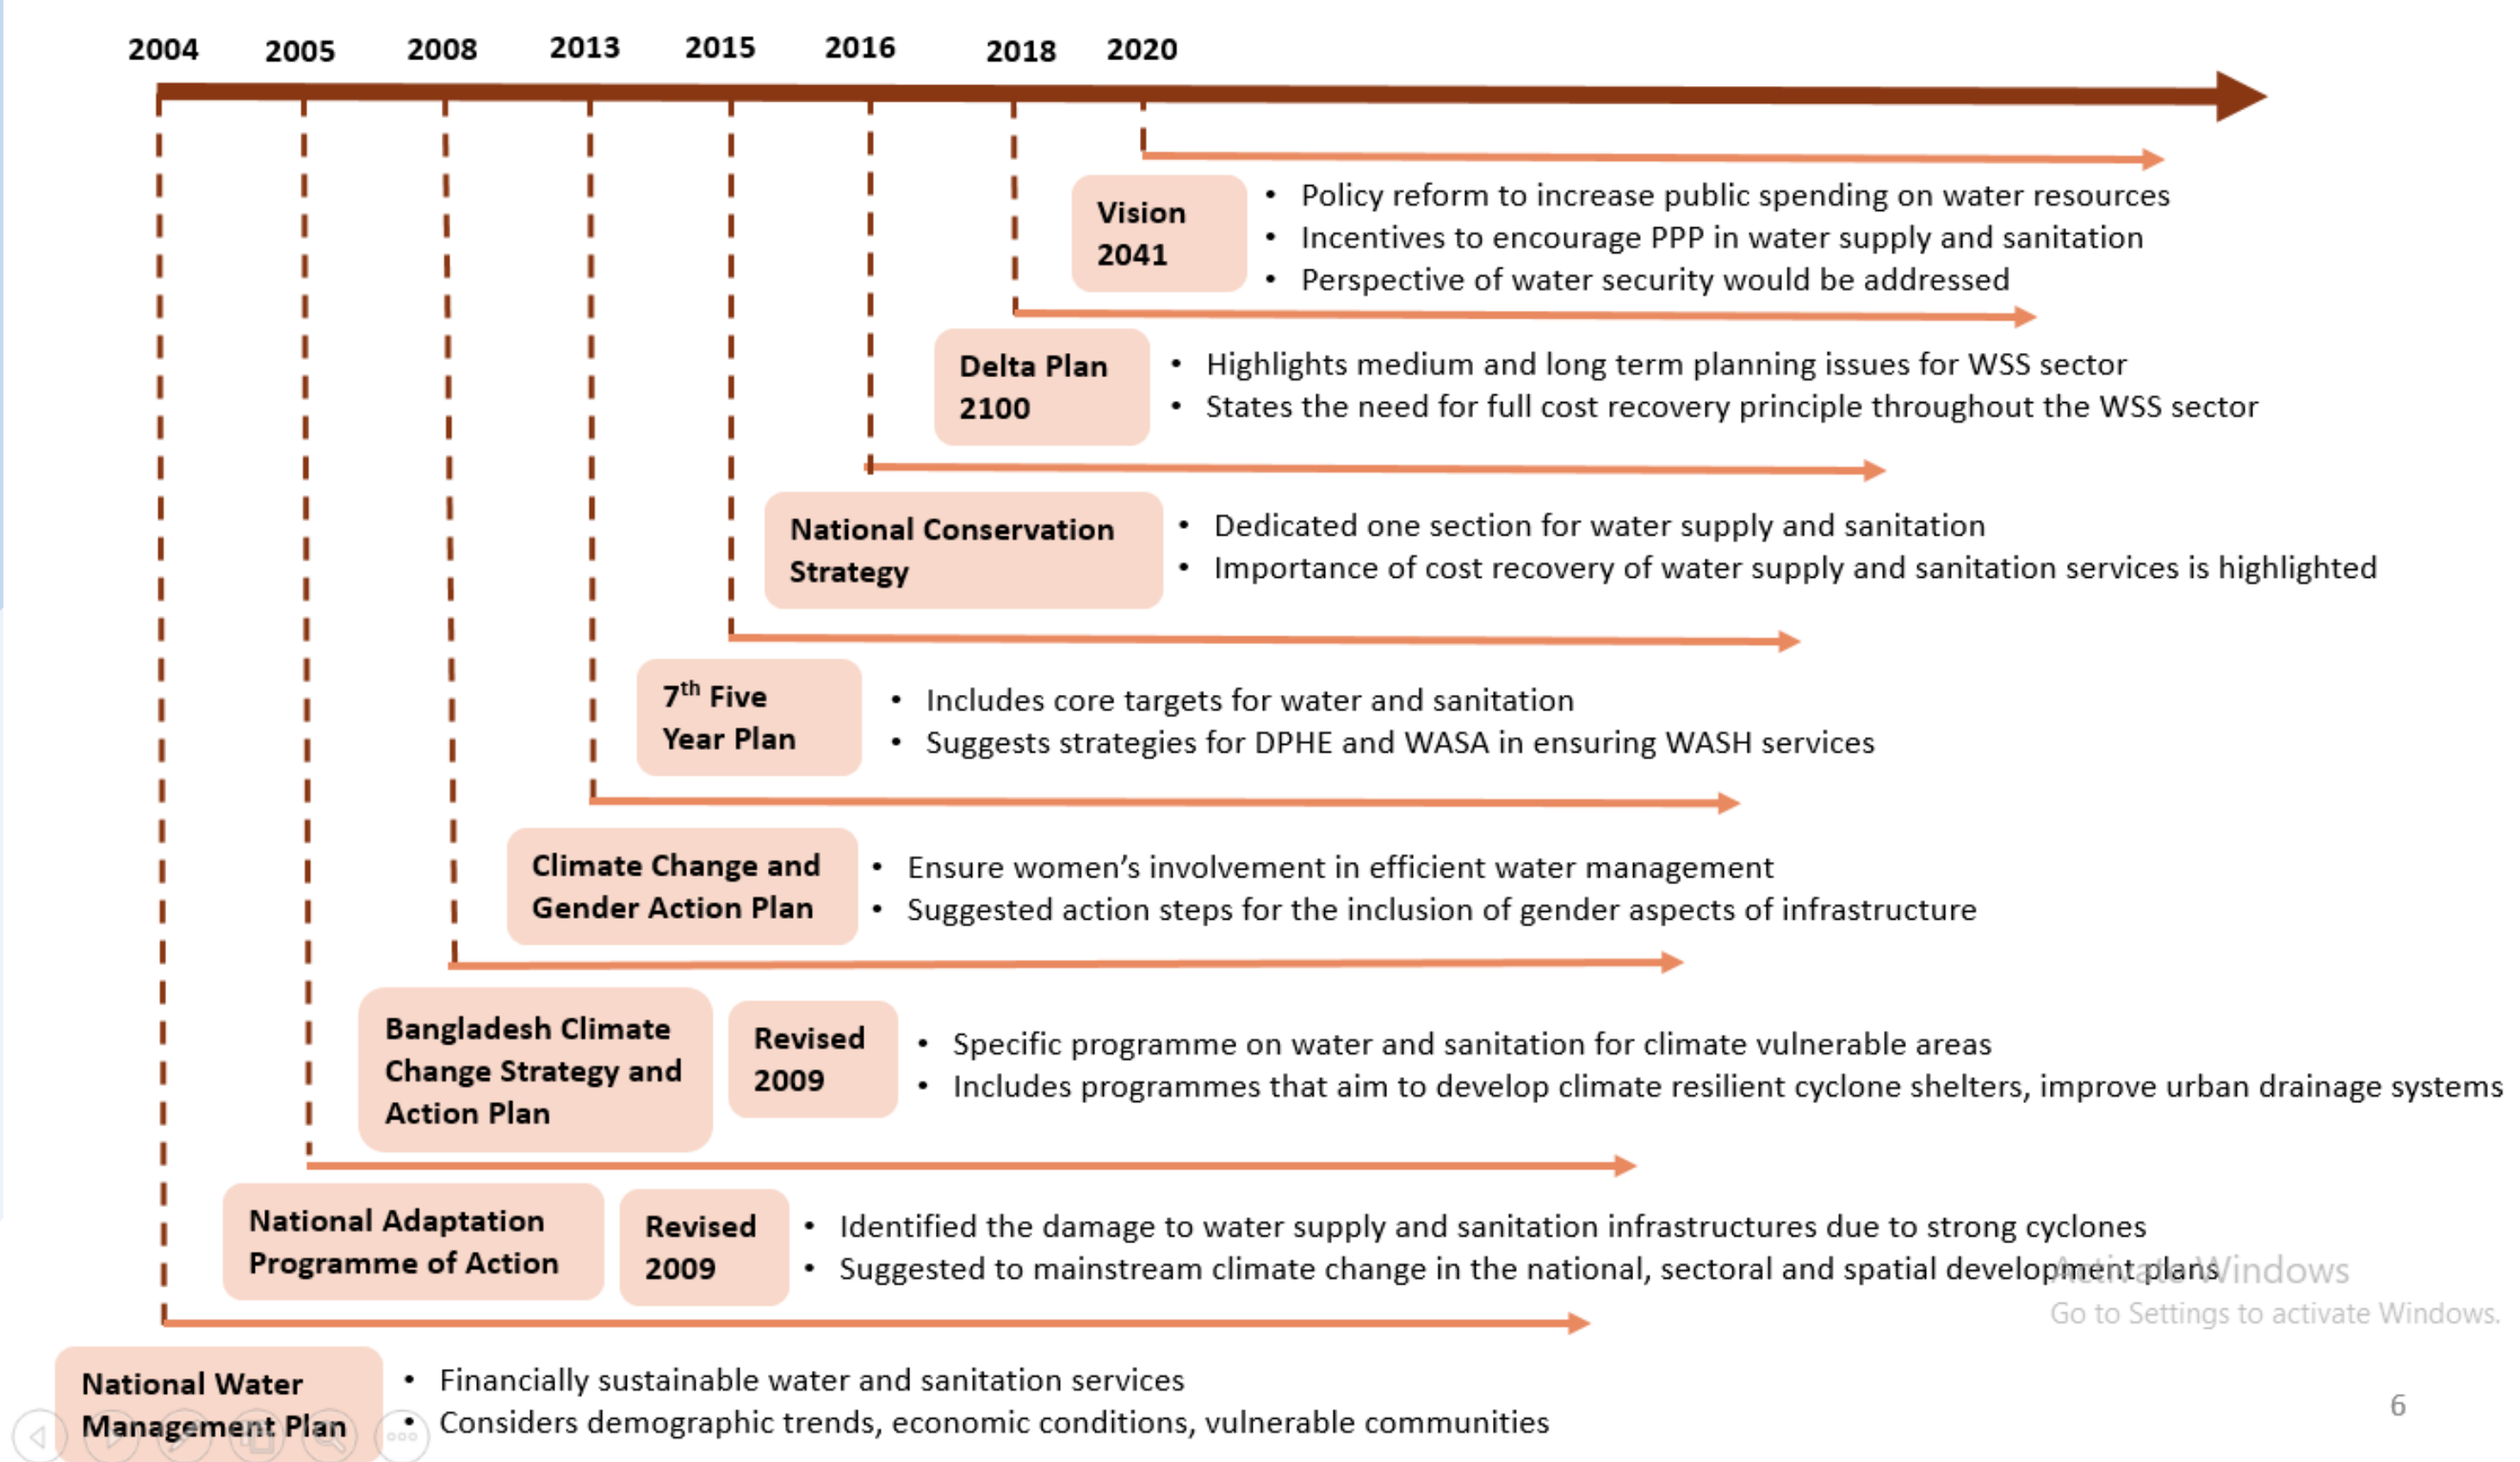 2004 2005 2008 2013 2015 2016 2018 2020
Vision
2041
• Policy reform to increase public spending on water resources
• Incentives to encourage PPP in water supply and sanitation
• Perspective of water security would be addressed
Delta Plan
2100
• Highlights medium and long term planning issues for WSS sector
• States the need for full cost recovery principle throughout the WSS sector
National Conservation
Strategy
• Dedicated one section for water supply and sanitation
• Importance of cost recovery of water supply and sanitation services is highlighted
7th Five
Year Plan
• Includes core targets for water and sanitation
• Suggests strategies for DPHE and WASA in ensuring WASH services
Climate Change and
Gender Action Plan
• Ensure women’s involvement in efficient water management
• Suggested action steps for the inclusion of gender aspects of infrastructure
Bangladesh Climate
Change Strategy and
Action Plan
Revised
2009
• Specific programme on water and sanitation for climate vulnerable areas
• Includes programmes that aim to develop climate resilient cyclone shelters, improve urban drainage systems
National Adaptation
Programme of Action
Revised
2009
• Identified the damage to water supply and sanitation infrastructures due to strong cyclones
• Suggested to mainstream climate change in the national, sectoral and spatial development plans
Activate Windows
Go to Settings to activate Windows.
National Water
Management Plan
• Financially sustainable water and sanitation services
• Considers demographic trends, economic conditions, vulnerable communities
6